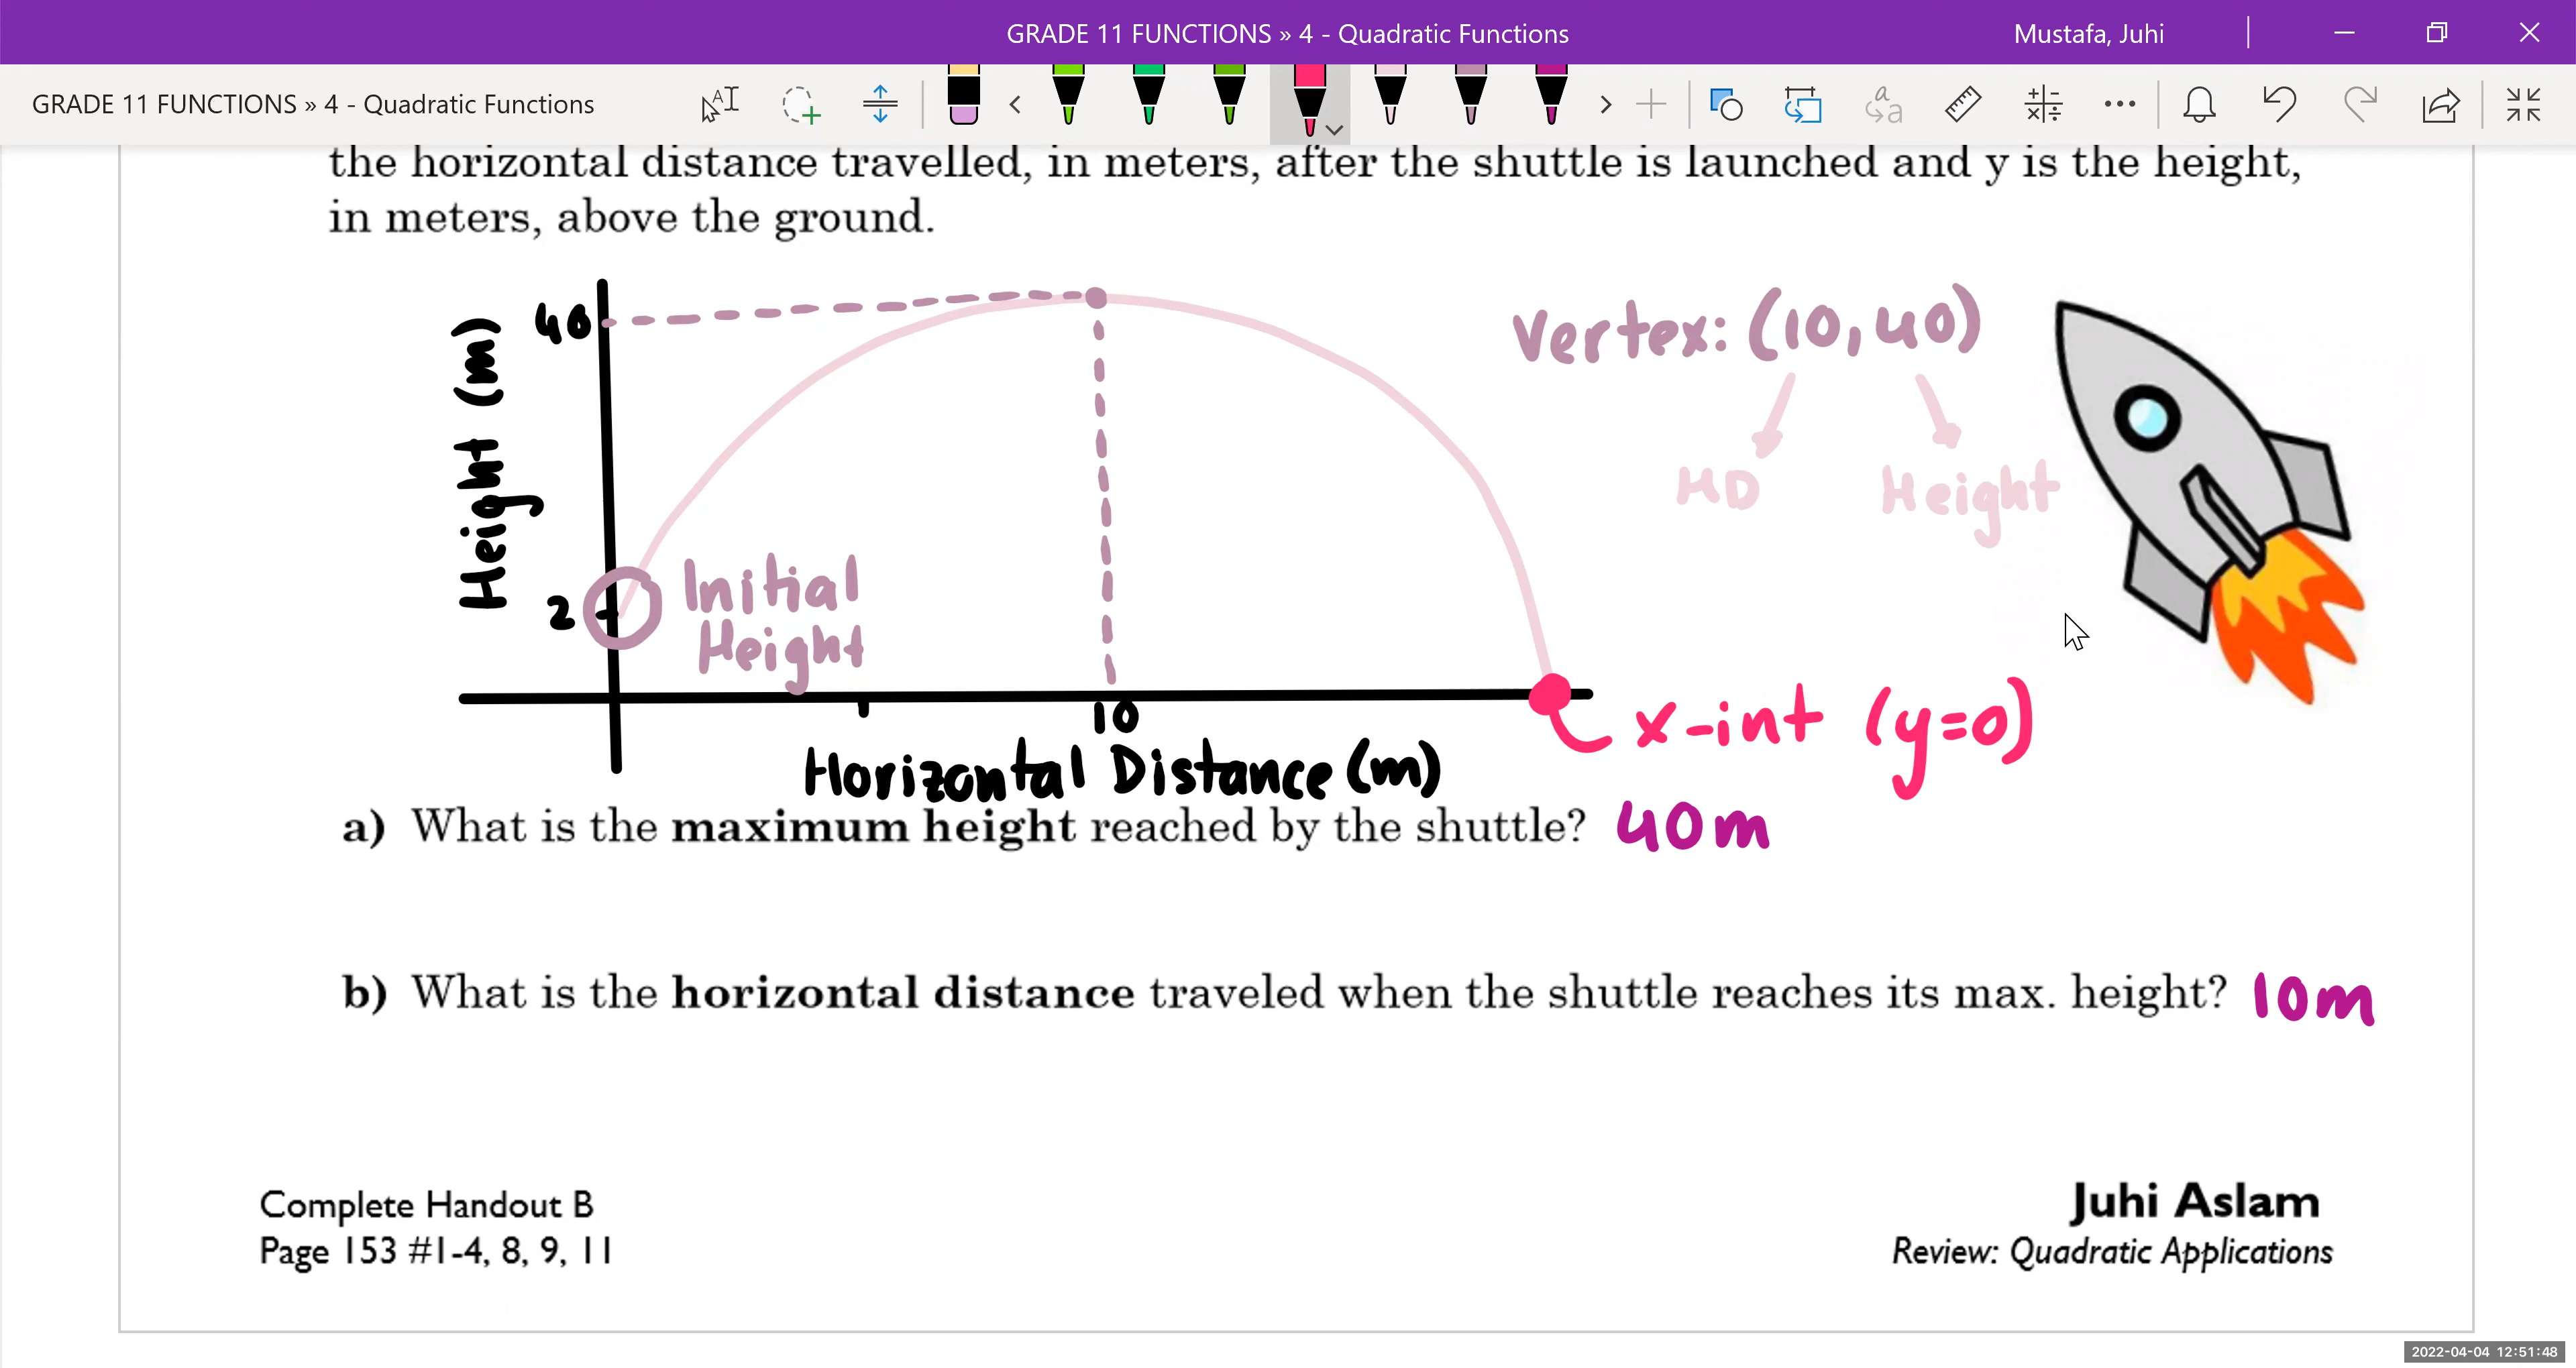 GRADE 11 FUNCTIONS » 4 - Quadratic Functions
Mustafa, Juhi
GRADE 11 FUNCTIONS » 4 - Quadratic Functions
the horizontal distance travelled, in meters, after the shuttle is launched and y is the height,
in meters, above the ground.
Height (m)
40
2
Initial
Height
10
Horizontal Distance (m)
Vertex: (10, 40)
HD
Height
x-int (y=0)
a) What is the maximum height reached by the shuttle? 40m
b) What is the horizontal distance traveled when the shuttle reaches its max. height? 10m
Complete Handout B
Page 153 #1-4, 8, 9, 11
Juhi Aslam
Review: Quadratic Applications
2022-04-04 12:51:48